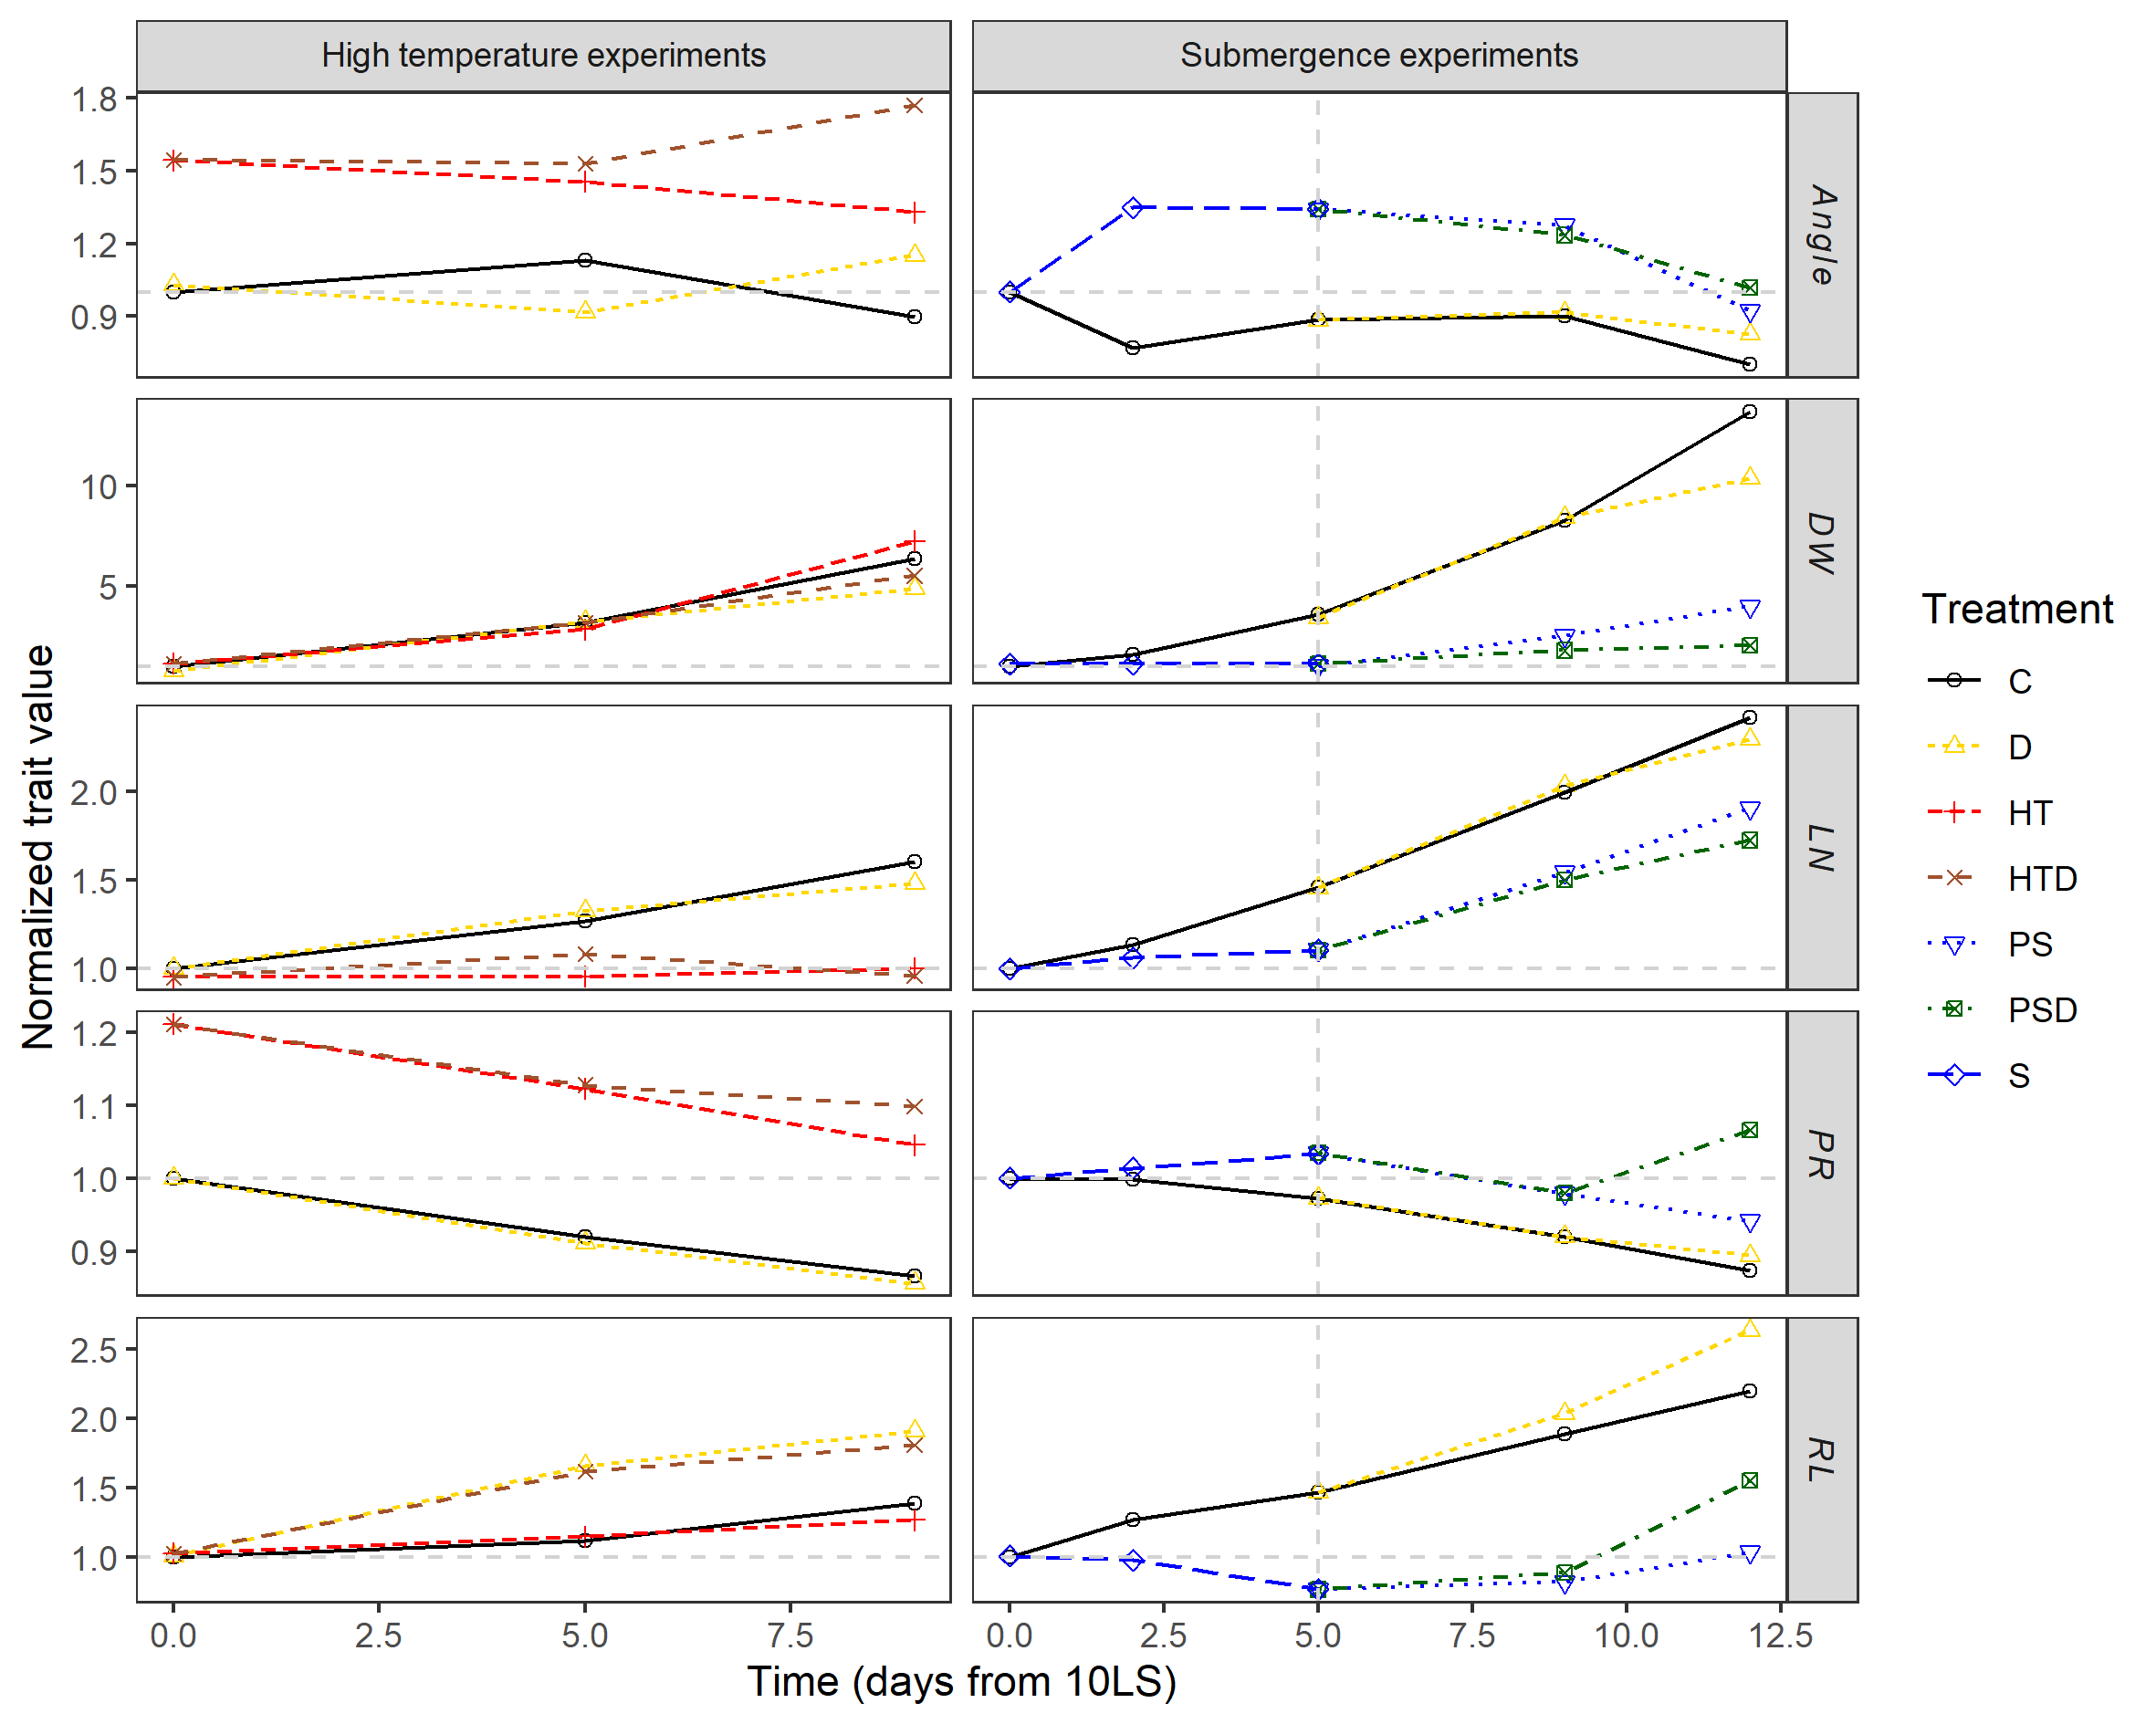 High temperature experiments
Submergence experiments
1.8
1.5
1.2
0.9
Angle
10
5
DW
2.0
1.5
1.0
LN
1.2
1.1
1.0
0.9
PR
2.5
2.0
1.5
1.0
RL
0.0 2.5 5.0 7.5
0.0 2.5 5.0 7.5 10.0 12.5
Time (days from 10LS)
Normalized trait value
Treatment
C
D
HT
HTD
PS
PSD
S